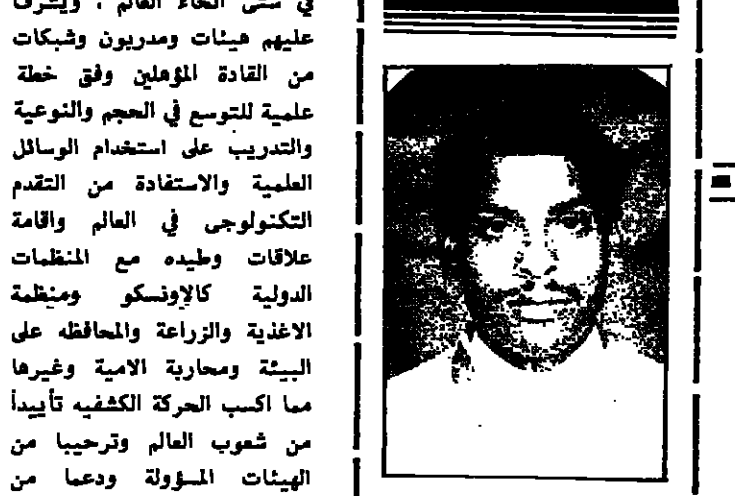 في شتى انحاء العالم ، ويشرف
عليهم هيئات ومدربون وشبكات
من القادة المؤهلين وفق خطة
علمية للتوسع في الحجم والنوعية
والتدريب على استخدام الوسائل
العلمية والاستفادة من التقدم
التكنولوجى في العالم واقامة
علاقات وطيده مع المنظمات
الدولية كالاونسكو ومنظمة
الاغذية والزراعة والمحافظه على
البيئة ومحاربة الامية وغيرها
مما اكسب الحركة الكشفيه تأييداً
من شعوب العالم وترحيبا من
الهيئات المسؤولة ودعما من